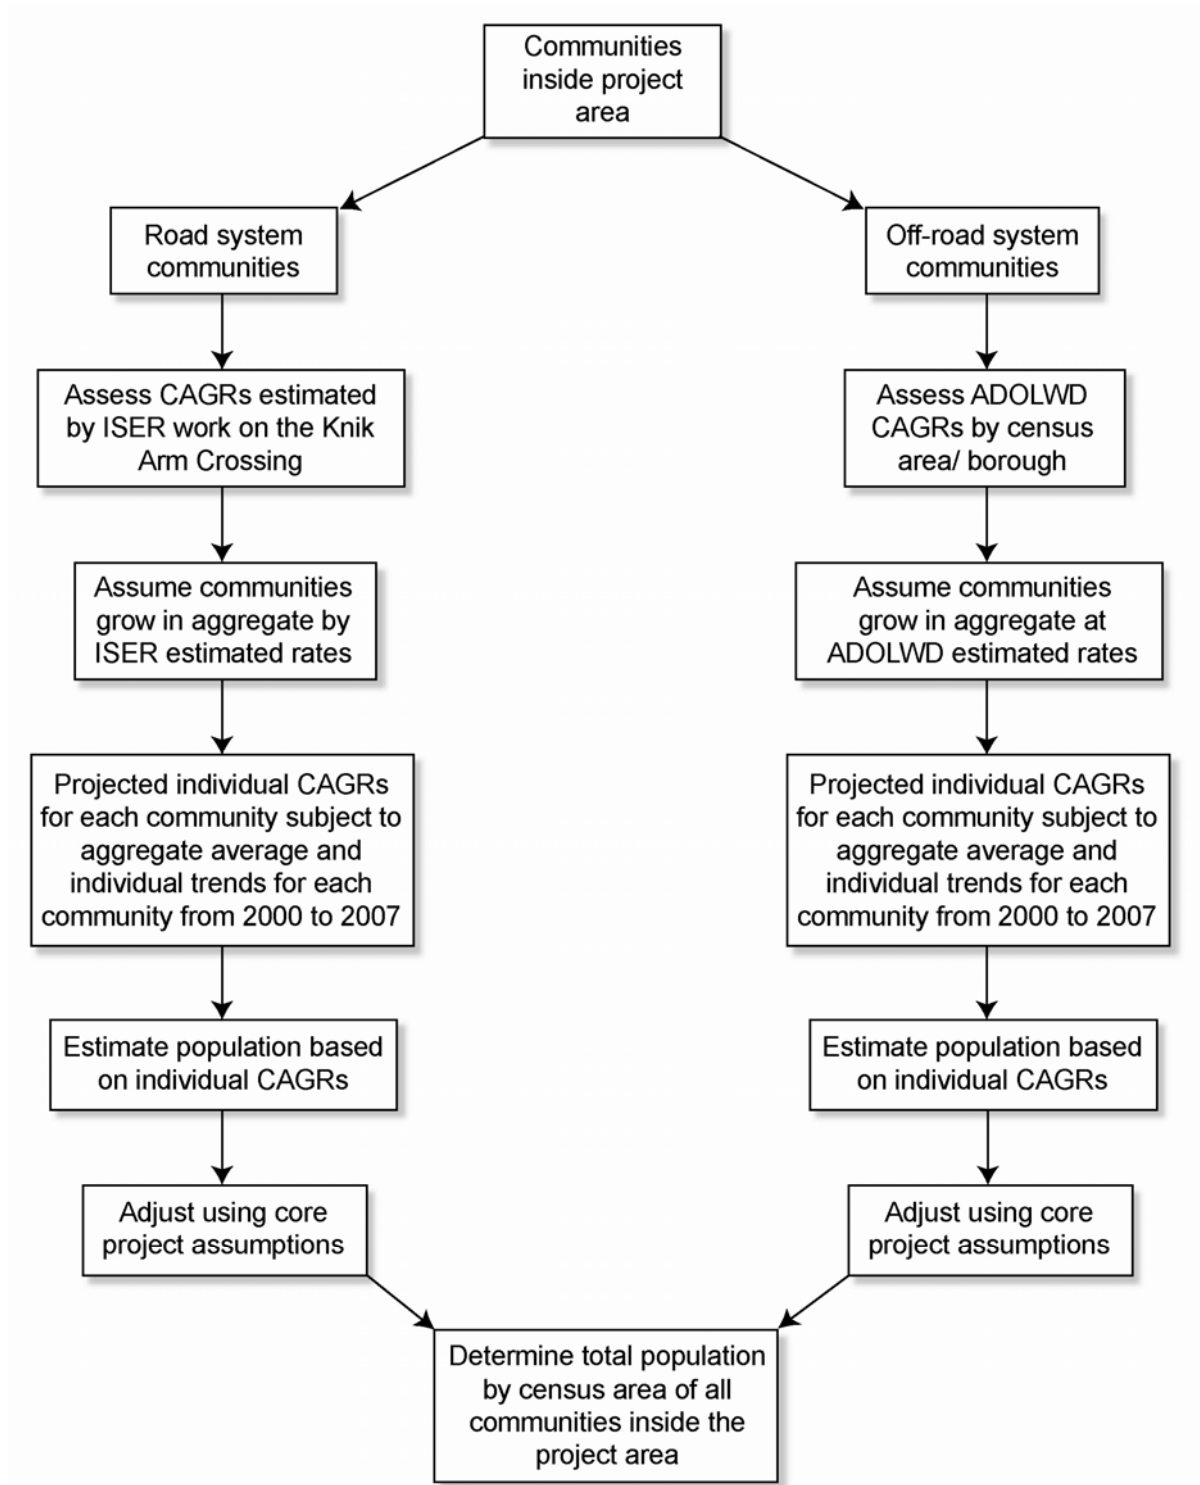 Communities
inside project
area
Road system
communities
Off-road system
communities
Assess CAGRs estimated
by ISER work on the Knik
Arm Crossing
Assess ADOLWD
CAGRs by census
area/ borough
Assume communities
grow in aggregate by
ISER estimated rates
Assume communities
grow in aggregate at
ADOLWD estimated rates
Projected individual CAGRs
for each community subject to
aggregate average and
individual trends for each
community from 2000 to 2007
Projected individual CAGRs
for each community subject to
aggregate average and
individual trends for each
community from 2000 to 2007
Estimate population based
on individual CAGRs
Estimate population based
on individual CAGRs
Adjust using core
project assumptions
Adjust using core
project assumptions
Determine total population
by census area of all
communities inside the
project area